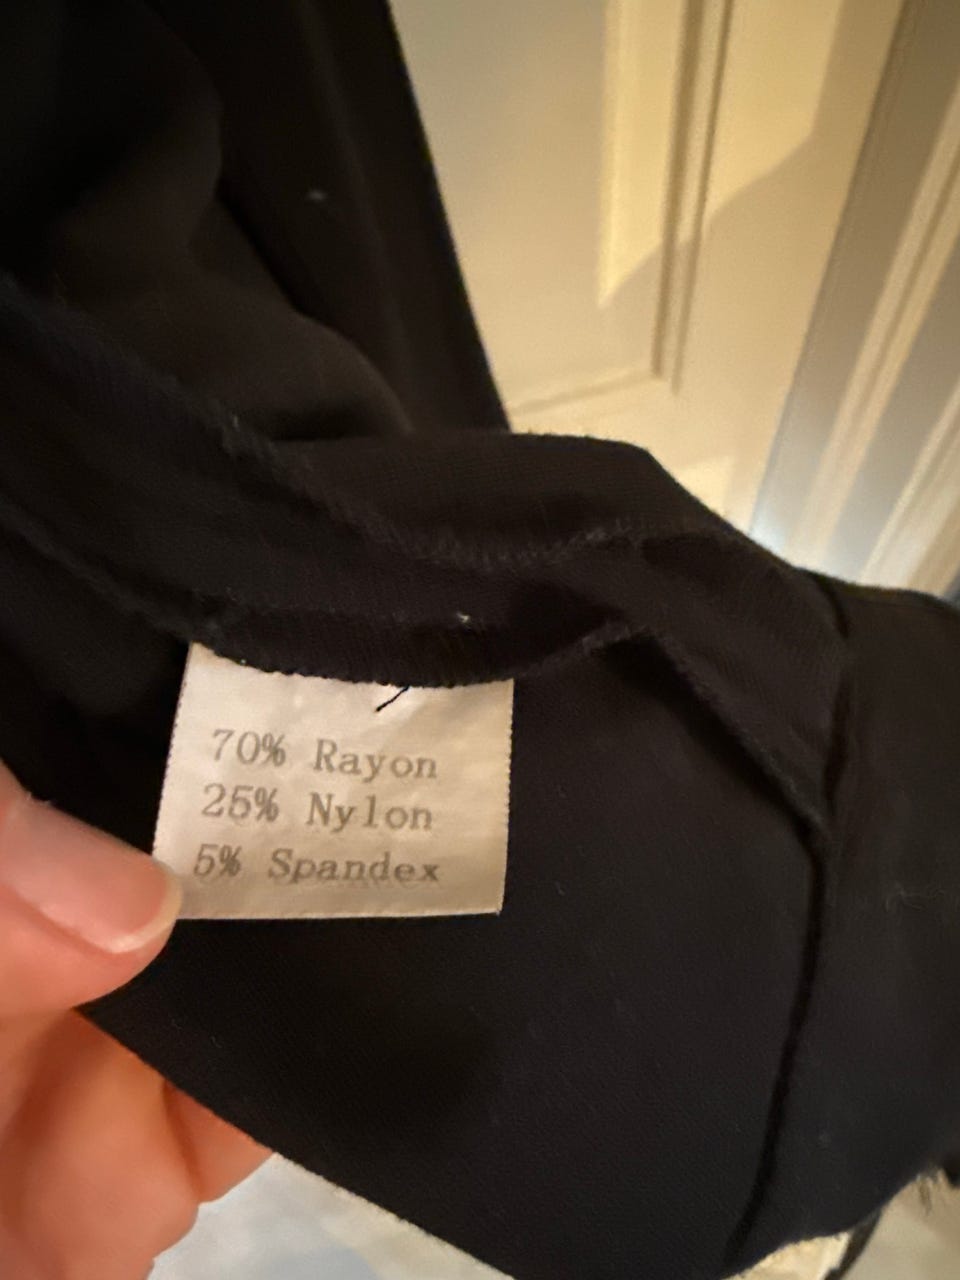 70% Rayon
25% Nylon
5% Spandex